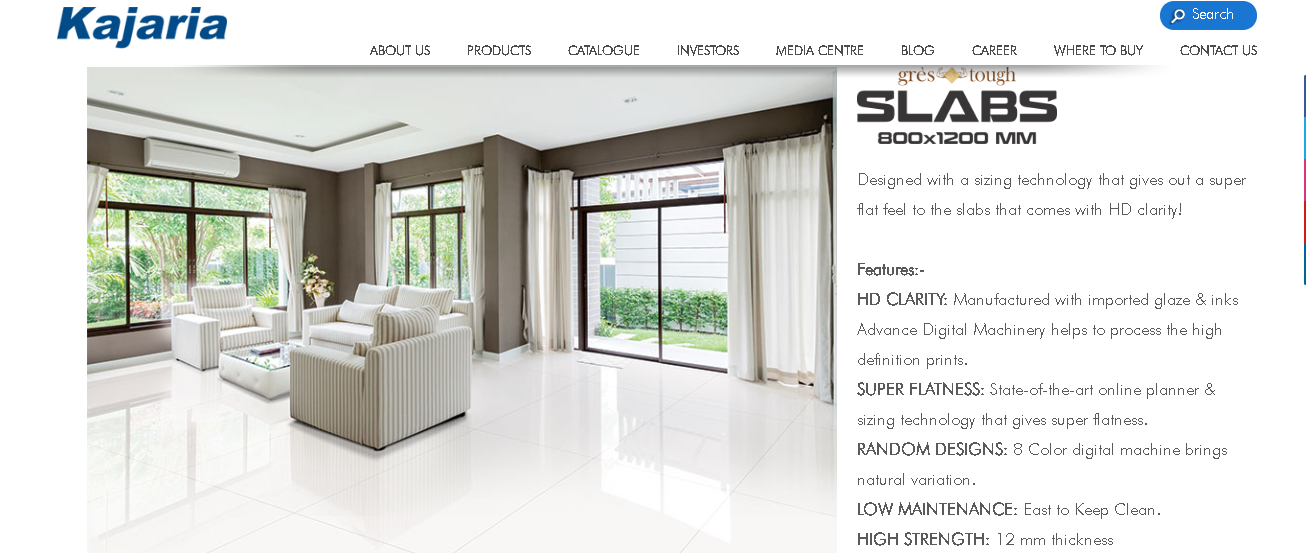 Kajaria
Search
ABOUT US PRODUCTS CATALOGUE INVESTORS MEDIA CENTRE BLOG CAREER WHERE TO BUY CONTACT US
grès tough
SLABS
800x1200 MM
Designed with a sizing technology that gives out a super
flat feel to the slabs that comes with HD clarity!
Features:-
HD CLARITY: Manufactured with imported glaze & inks
Advance Digital Machinery helps to process the high
definition prints.
SUPER FLATNESS: State-of-the-art online planner &
sizing technology that gives super flatness.
RANDOM DESIGNS: 8 Color digital machine brings
natural variation.
LOW MAINTENANCE: East to Keep Clean.
HIGH STRENGTH: 12 mm thickness